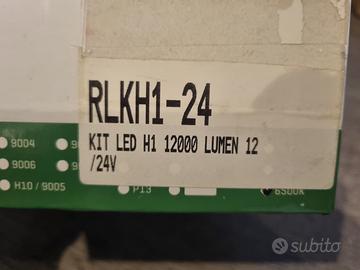 RLKH1-24
KIT LED H1 12000 LUMEN 12
/24V
9004
9006
H10 / 9005
P13
6500K
subito